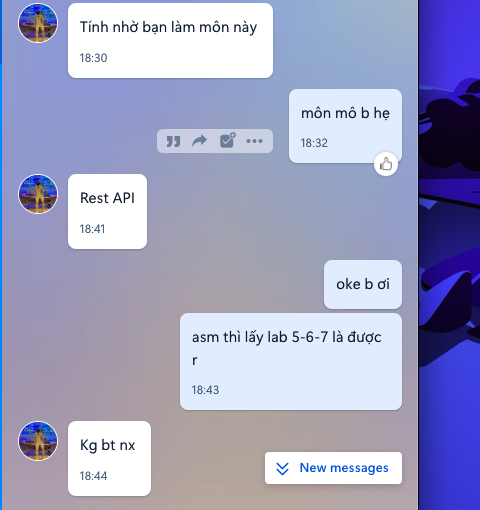 Tính nhờ bạn làm môn này
18:30
môn mô b hẹ
18:32
Rest API
18:41
oke b ơi
asm thì lấy lab 5-6-7 là được
r
18:43
Kg bt nx
18:44
New messages